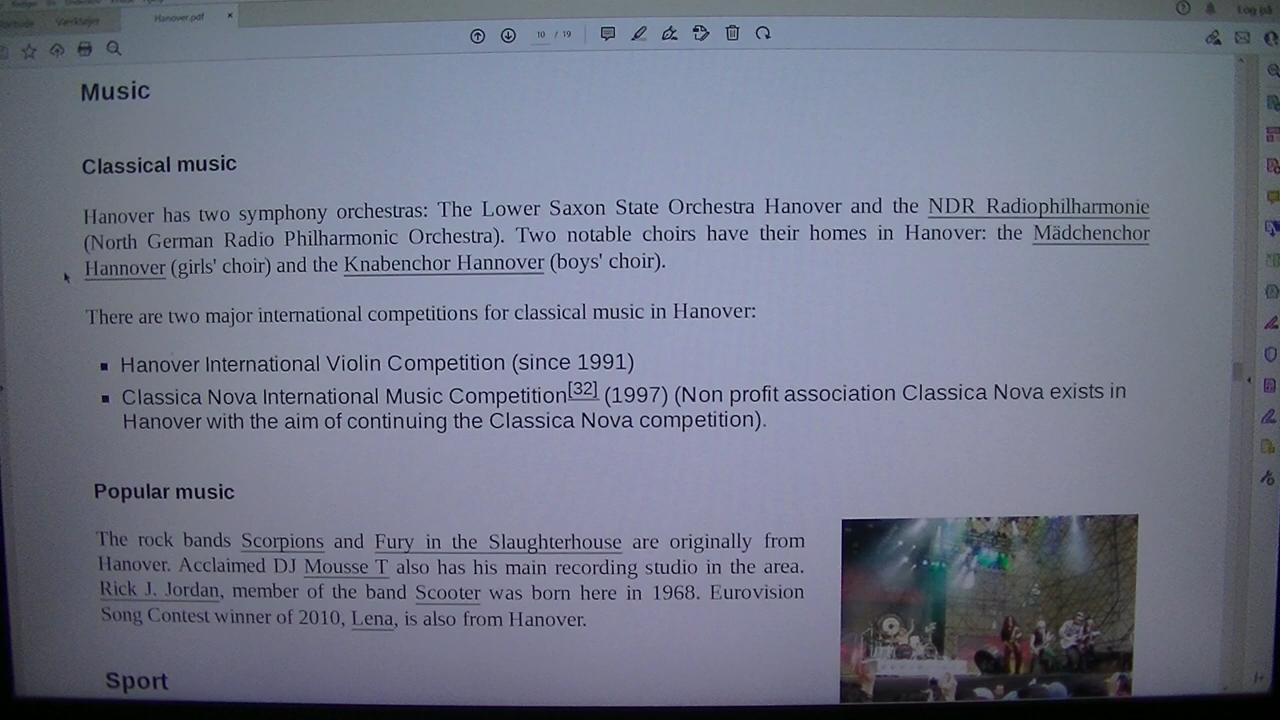 Værktøjer
Hanover.pdf
×
Log på
10 / 19
Music
Classical music
Hanover has two symphony orchestras: The Lower Saxon State Orchestra Hanover and the NDR Radiophilharmonie
(North German Radio Philharmonic Orchestra). Two notable choirs have their homes in Hanover: the Mädchenchor
Hannover (girls' choir) and the Knabenchor Hannover (boys' choir).
There are two major international competitions for classical music in Hanover:
▪ Hanover International Violin Competition (since 1991)
▪ Classica Nova International Music Competition[32] (1997) (Non profit association Classica Nova exists in
Hanover with the aim of continuing the Classica Nova competition).
Popular music
The rock bands Scorpions and Fury in the Slaughterhouse are originally from
Hanover. Acclaimed DJ Mousse T also has his main recording studio in the area.
Rick J. Jordan, member of the band Scooter was born here in 1968. Eurovision
Song Contest winner of 2010, Lena, is also from Hanover.
Sport